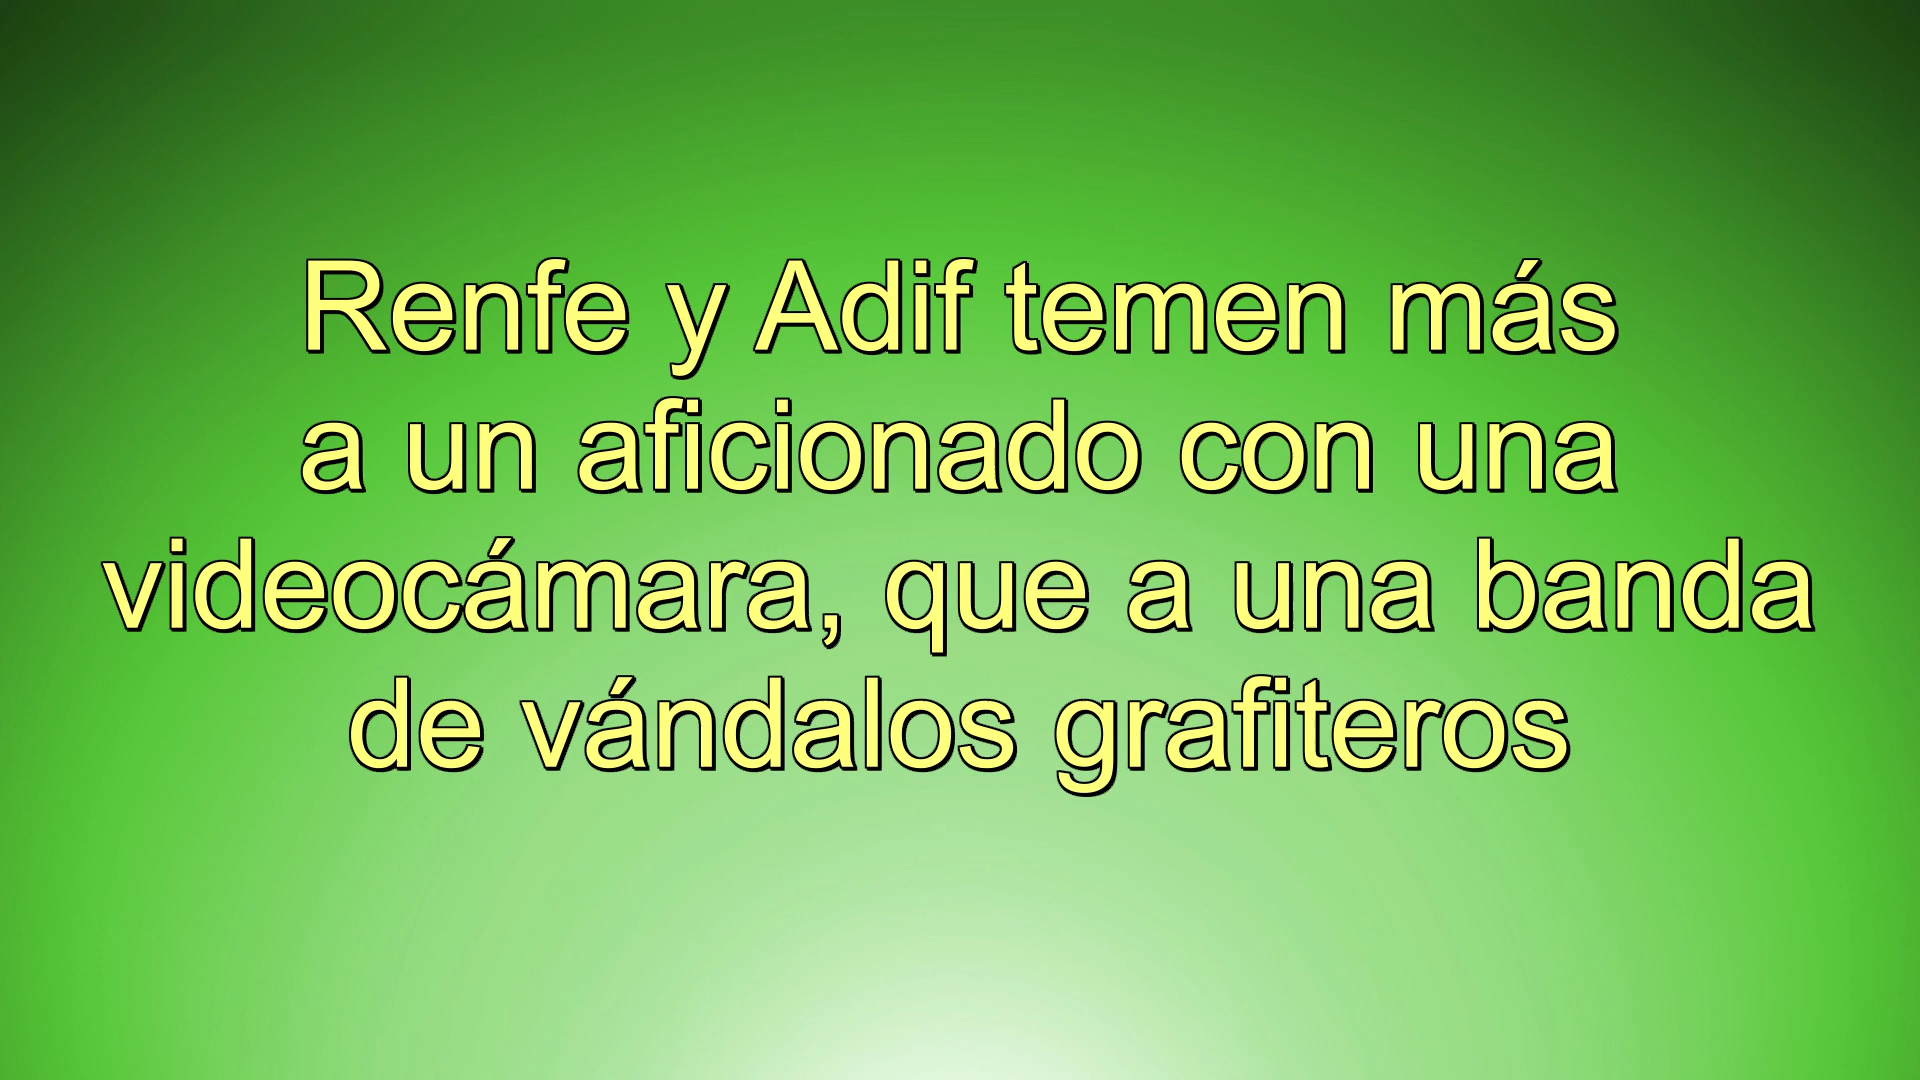 Renfe y Adif temen más
a un aficionado con una
videocámara, que a una banda
de vándalos grafiteros